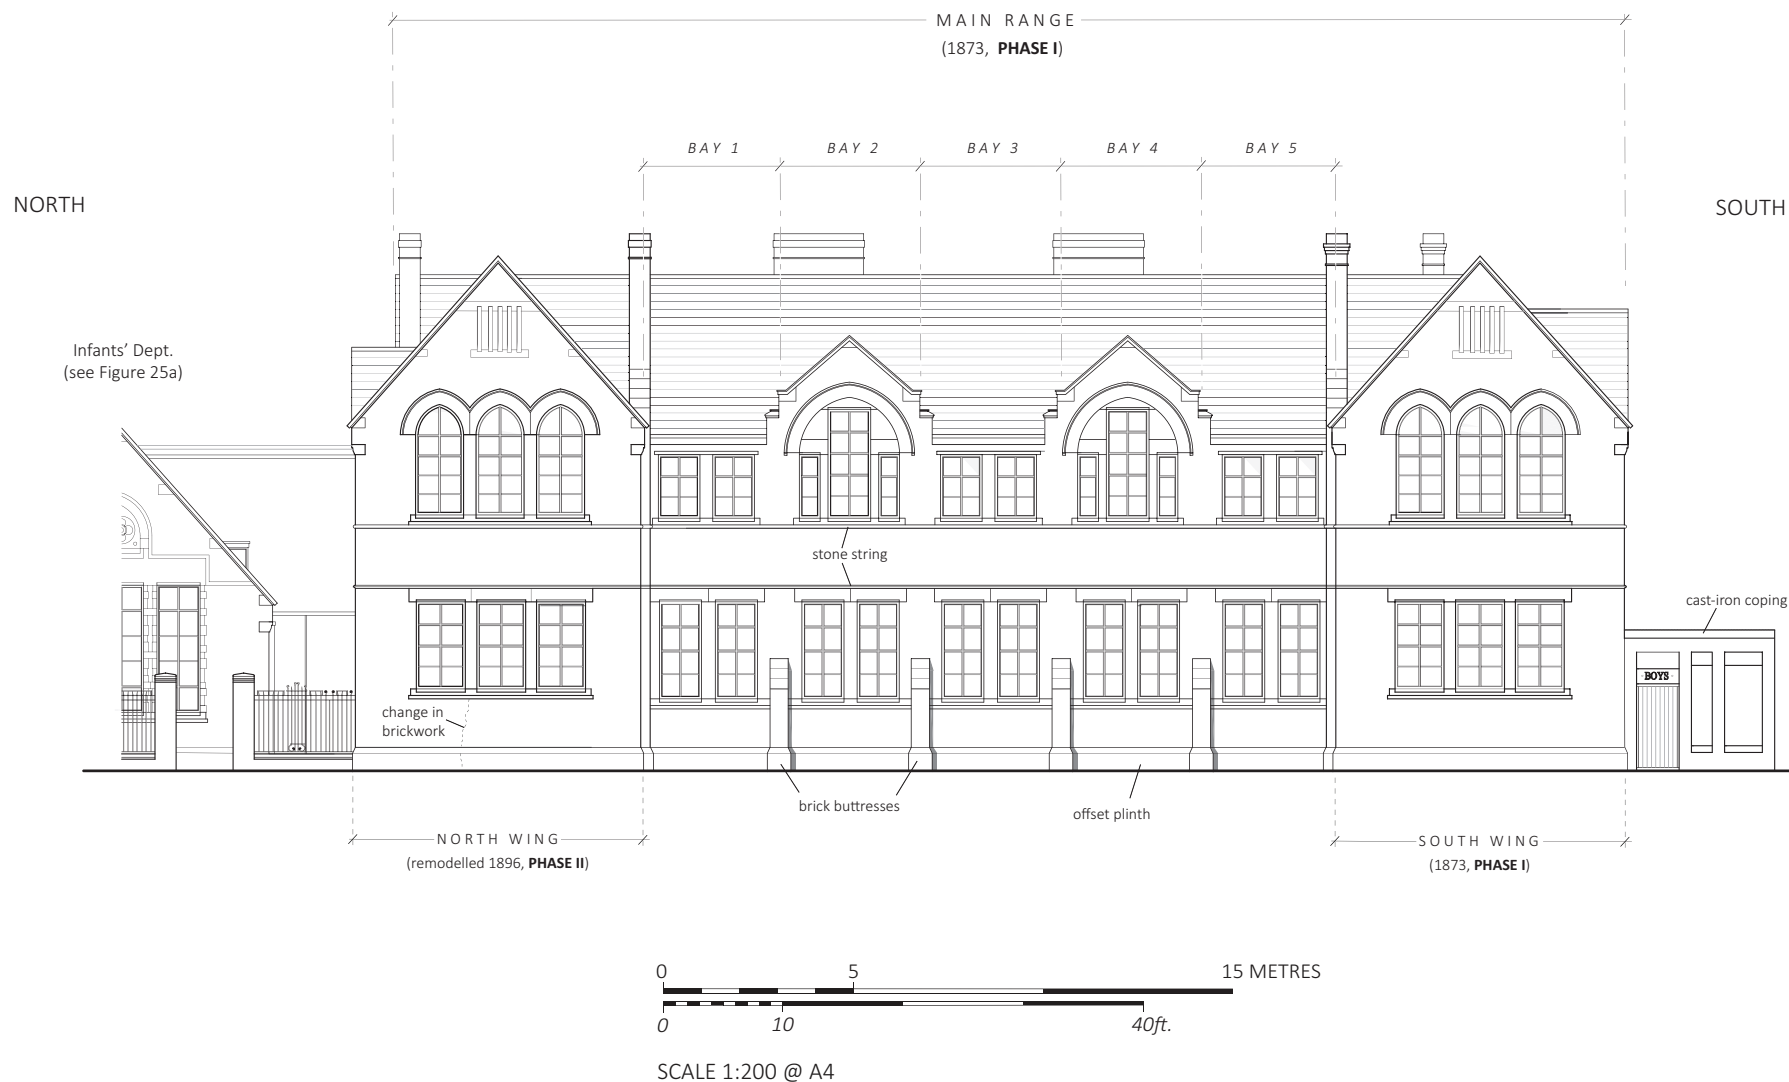 MAIN RANGE
(1873, PHASE I)
BAY 1
BAY 2
BAY 3
BAY 4
BAY 5
NORTH
SOUTH
Infants’ Dept.
(see Figure 25a)
stone string
cast-iron coping
BOYS
change in
brickwork
brick buttresses
offset plinth
NORTH WING
(remodelled 1896, PHASE II)
SOUTH WING
(1873, PHASE I)
0 5 15 METRES
0 10 40ft.
SCALE 1:200 @ A4